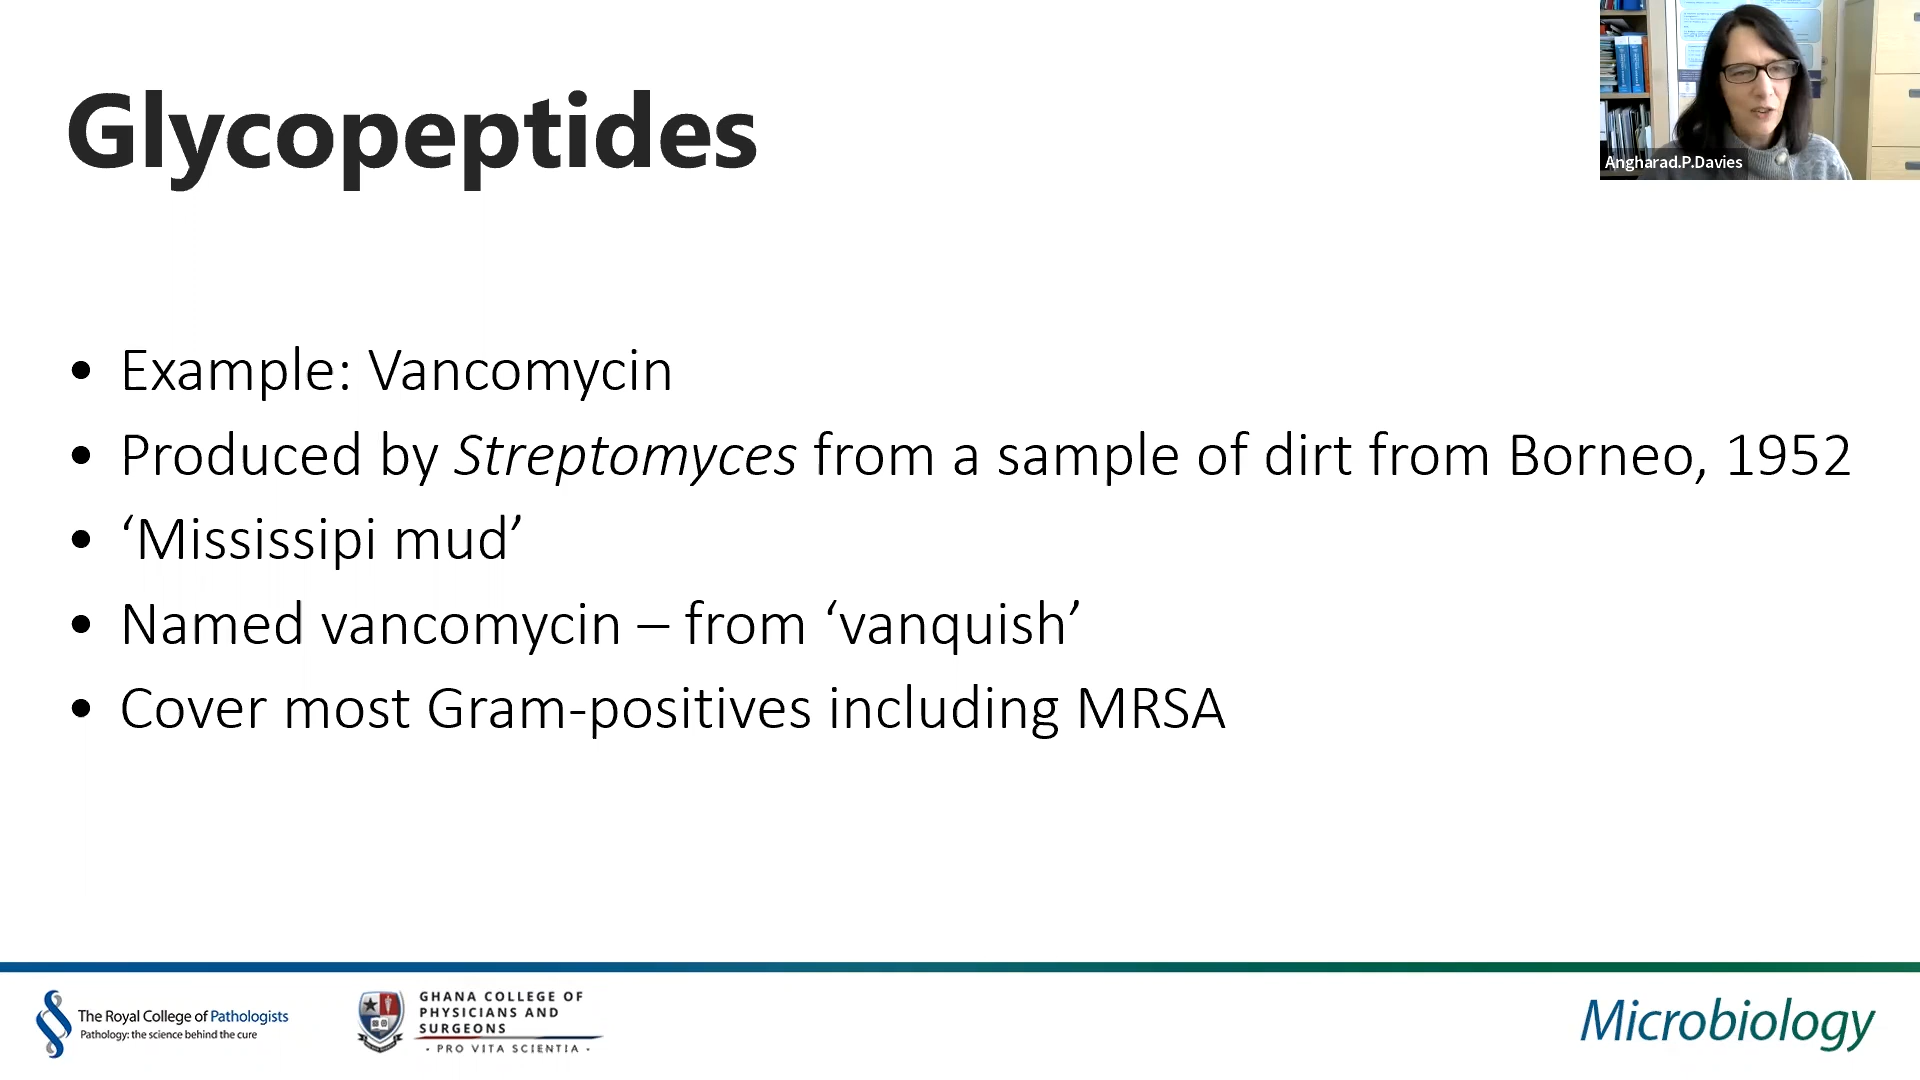 Glycopeptides
Angharad.P.Davies
• Example: Vancomycin
• Produced by Streptomyces from a sample of dirt from Borneo, 1952
• ‘Mississipi mud’
• Named vancomycin – from ‘vanquish’
• Cover most Gram-positives including MRSA
The Royal College of Pathologists
Pathology: the science behind the cure
GHANA COLLEGE OF
PHYSICIANS AND
SURGEONS
- PRO VITA SCIENTIA -
Microbiology